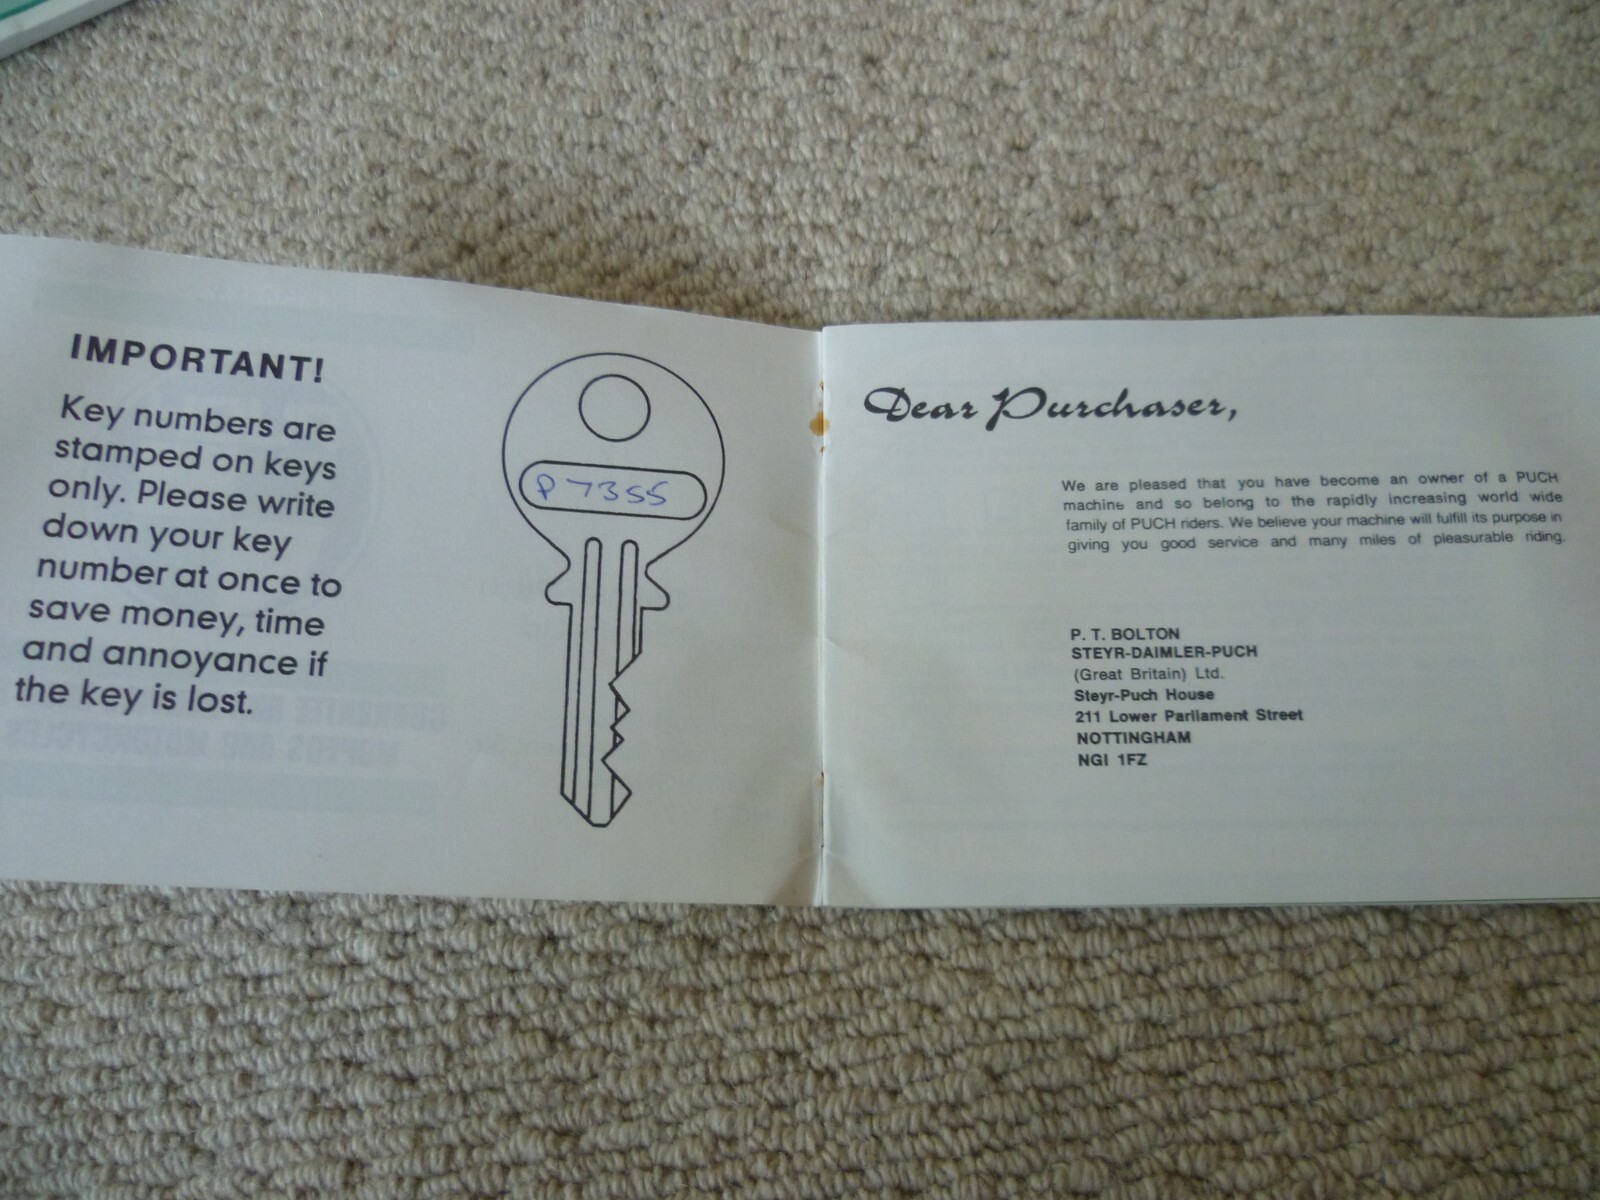 IMPORTANT!
Key numbers are
stamped on keys
only. Please write
down your key
number at once to
save money, time
and annoyance if
the key is lost.
P7355
Dear Purchaser,
We are pleased that you have become an owner of a PUCH
machine and so belong to the rapidly increasing world wide
family of PUCH riders. We believe your machine will fulfill its purpose in
giving you good service and many miles of pleasurable riding.
P. T. BOLTON
STEYR-DAIMLER-PUCH
(Great Britain) Ltd.
Steyr-Puch House
211 Lower Parliament Street
NOTTINGHAM
NGI 1FZ